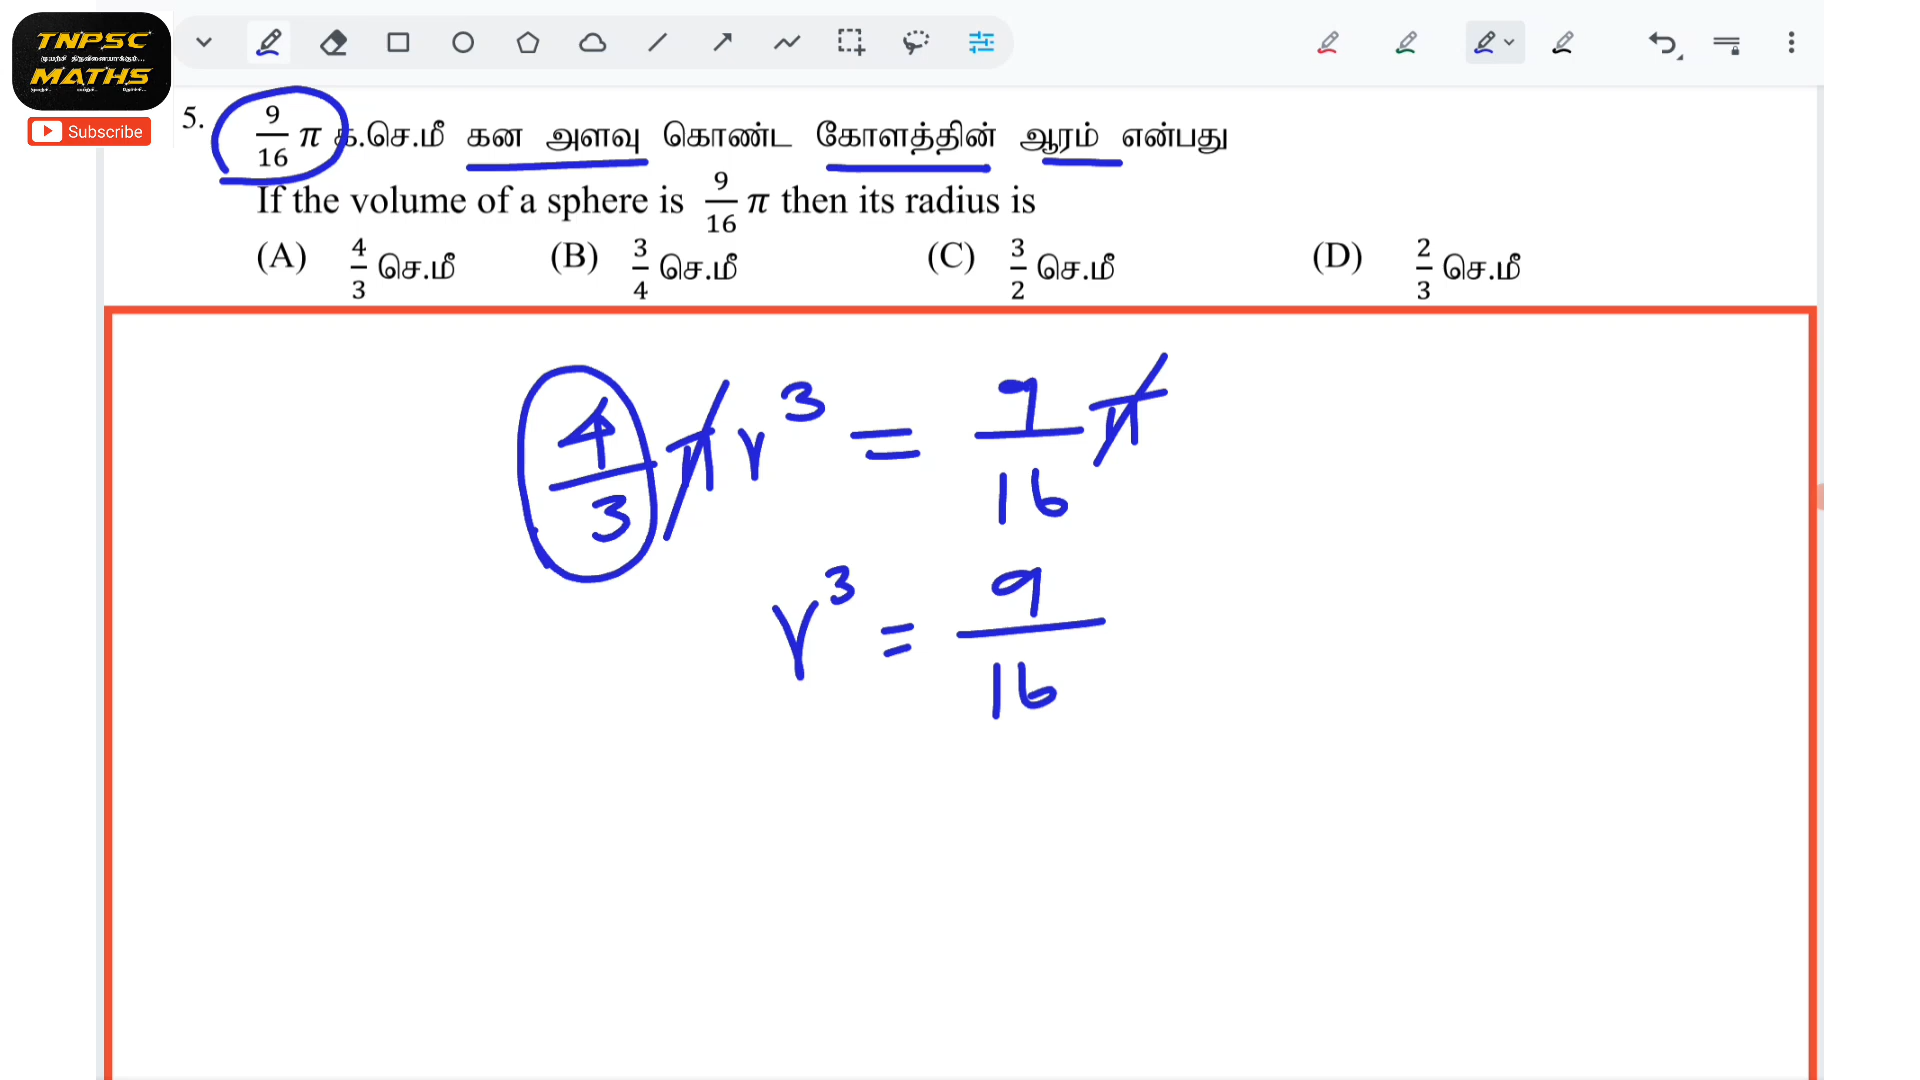 TNPSC
MATHS
Subscribe
5. 9/16 π க.செ.மீ கன அளவு கொண்ட கோளத்தின் ஆரம் என்பது
If the volume of a sphere is 9/16 π then its radius is
(A) 4/3 செ.மீ (B) 3/4 செ.மீ (C) 3/2 செ.மீ (D) 2/3 செ.மீ
4/3 π r³ = 9/16 π
r³ = 9/16